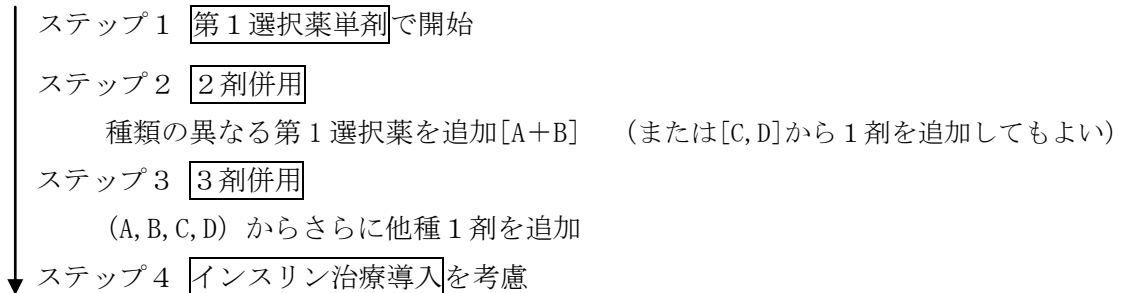 ステップ１ 第１選択薬単剤で開始
ステップ２ ２剤併用
種類の異なる第１選択薬を追加[A＋B]　（または[C,D]から１剤を追加してもよい）
ステップ３ ３剤併用
(A,B,C,D) からさらに他種１剤を追加
ステップ４ インスリン治療導入を考慮